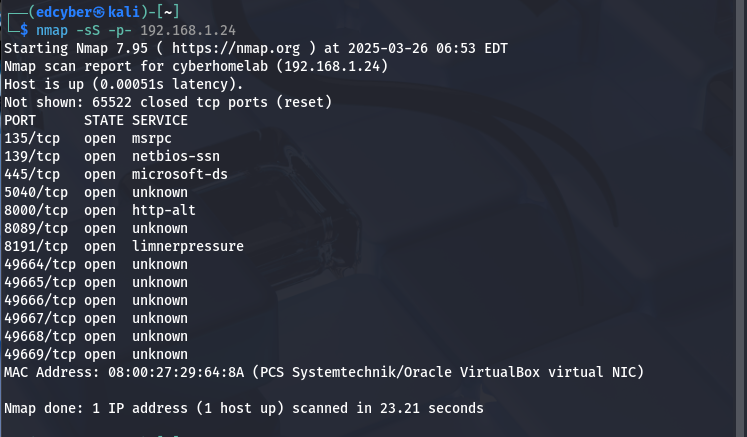 ┌──(edcyber㉿kali)-[~]
└─$ nmap -sS -p- 192.168.1.24
Starting Nmap 7.95 ( https://nmap.org ) at 2025-03-26 06:53 EDT
Nmap scan report for cyberhomelab (192.168.1.24)
Host is up (0.00051s latency).
Not shown: 65522 closed tcp ports (reset)
PORT      STATE SERVICE
135/tcp   open  msrpc
139/tcp   open  netbios-ssn
445/tcp   open  microsoft-ds
5040/tcp  open  unknown
8000/tcp  open  http-alt
8089/tcp  open  unknown
8191/tcp  open  limnerpressure
49664/tcp open  unknown
49665/tcp open  unknown
49666/tcp open  unknown
49667/tcp open  unknown
49668/tcp open  unknown
49669/tcp open  unknown
MAC Address: 08:00:27:29:64:8A (PCS Systemtechnik/Oracle VirtualBox virtual NIC)
Nmap done: 1 IP address (1 host up) scanned in 23.21 seconds